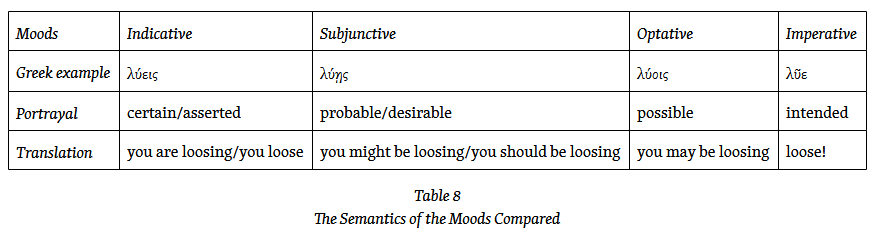 Moods Indicative Subjunctive Optative Imperative
Greek example λύεις λύῃς λύοις λῦε
Portrayal certain/asserted probable/desirable possible intended
Translation you are loosing/you loose you might be loosing/you should be loosing you may be loosing loose!
Table 8
The Semantics of the Moods Compared